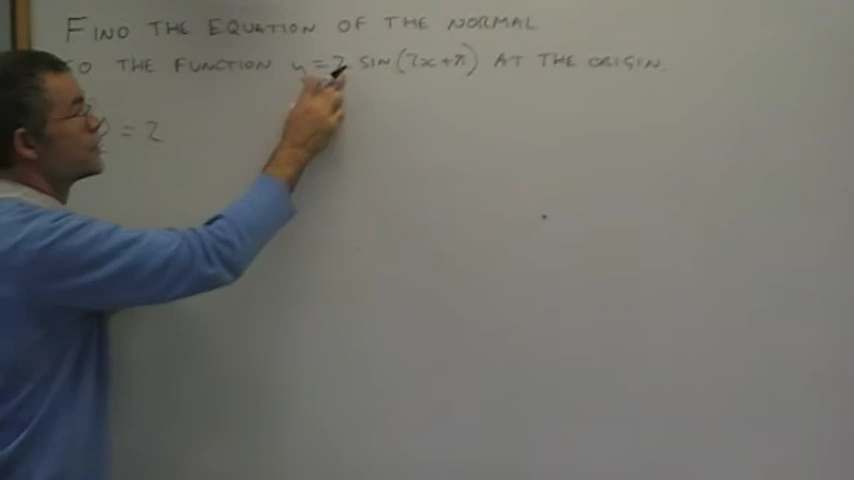 FIND THE EQUATION OF THE NORMAL
TO THE FUNCTION y = 2 SIN (2x + π) AT THE ORIGIN.
= 2